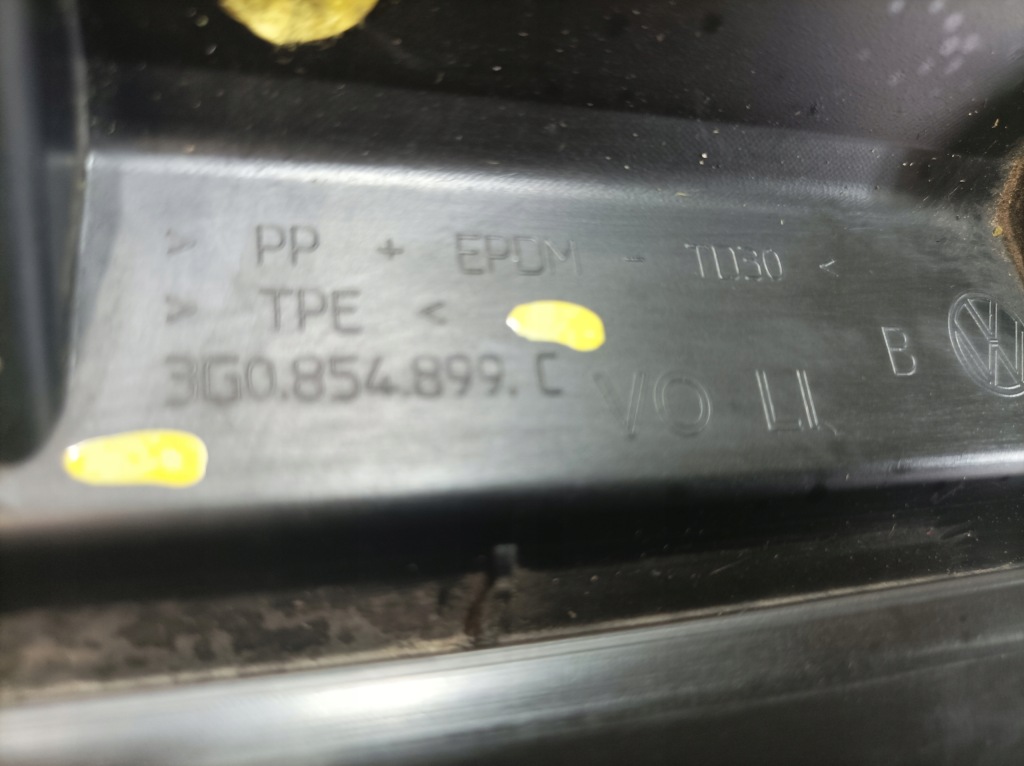 > PP + EPDM - TD30 <
> TPE <
3G0.854.899. C
VO LI
B